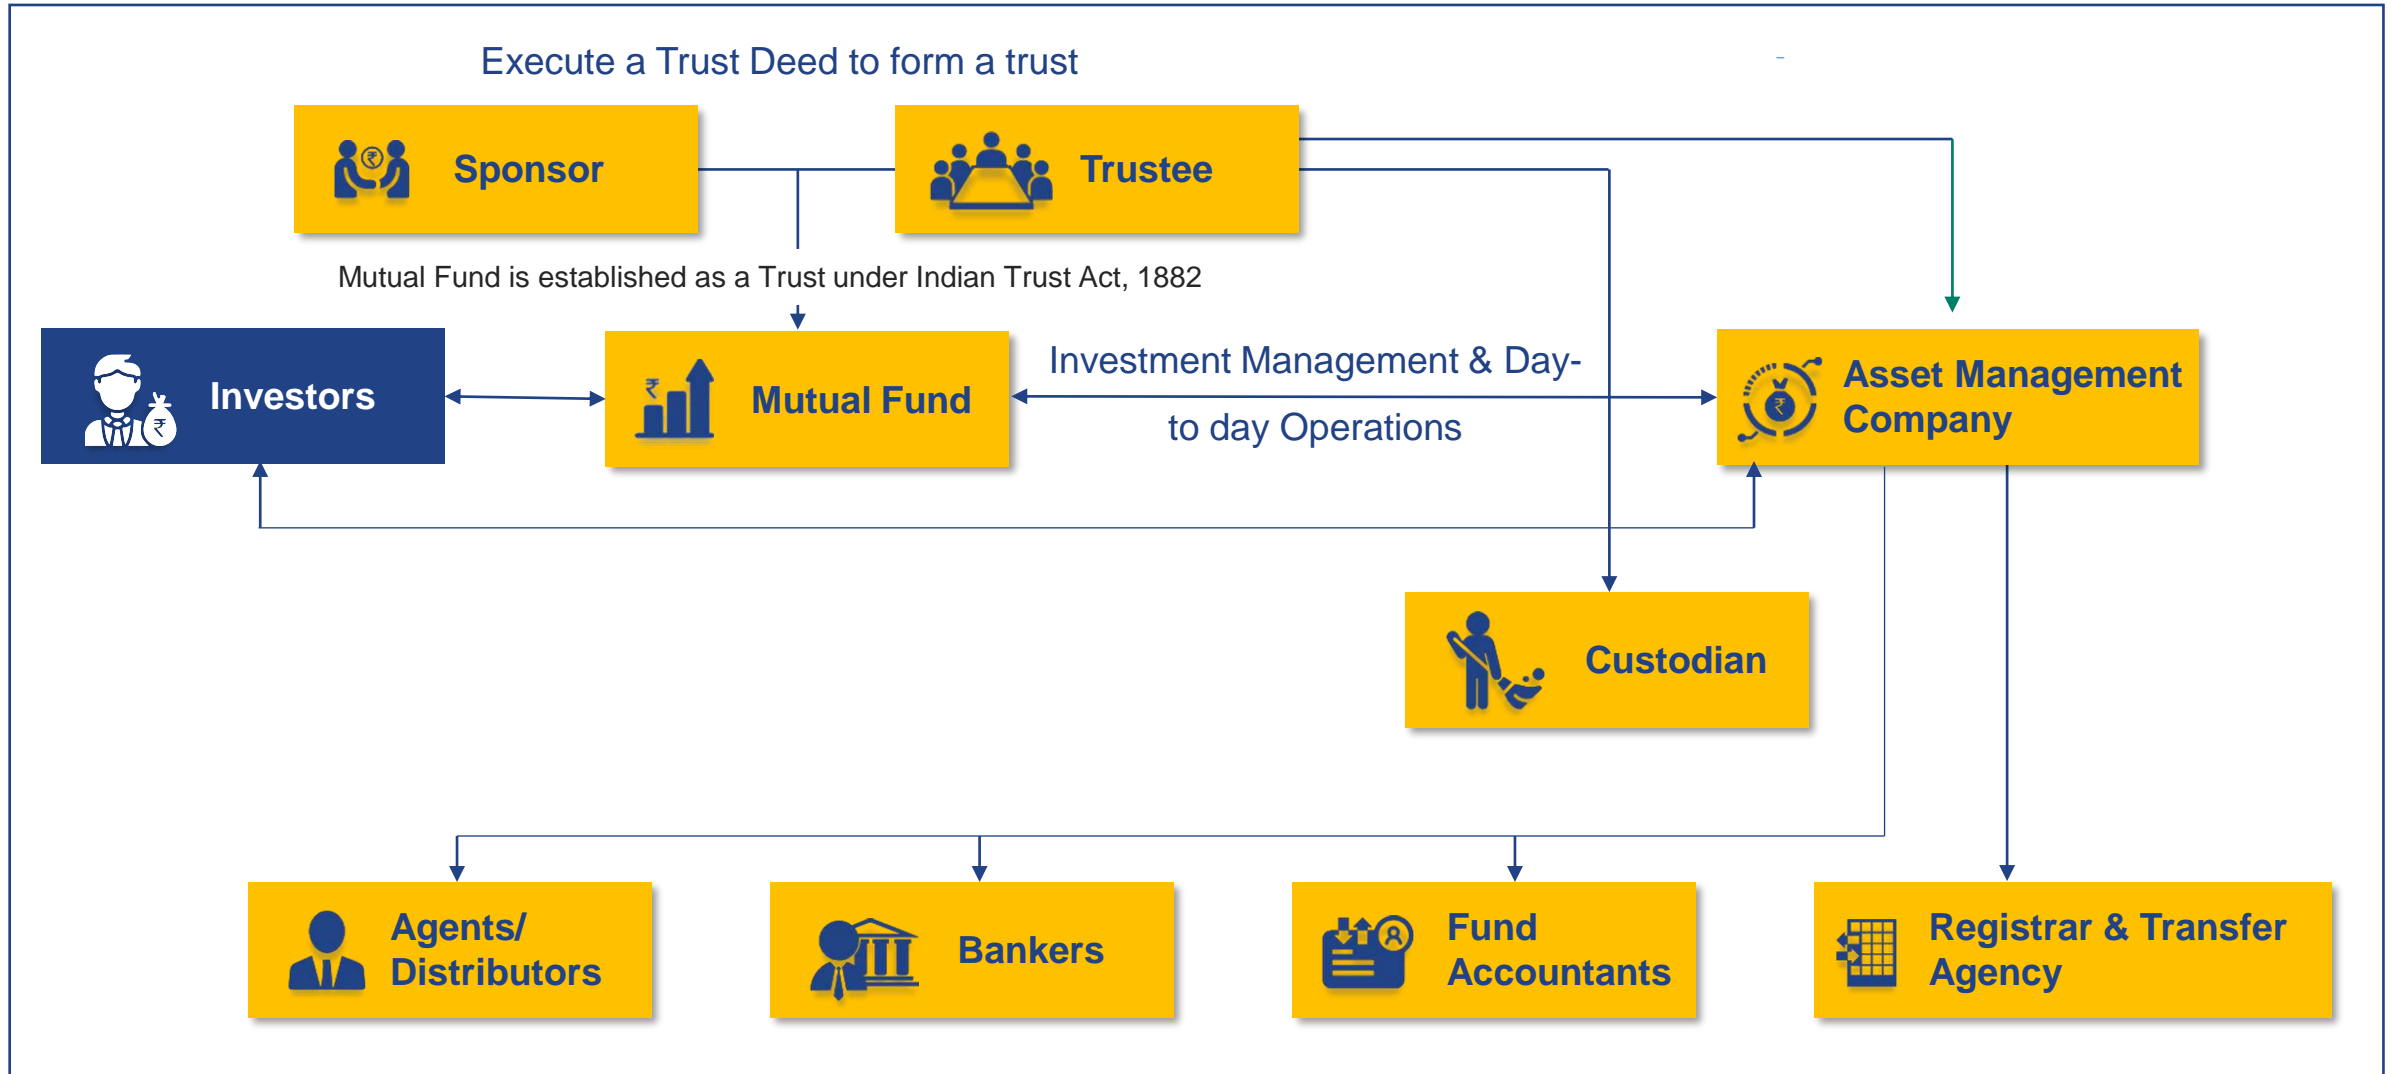 Execute a Trust Deed to form a trust
Sponsor
Trustee
Mutual Fund is established as a Trust under Indian Trust Act, 1882
Investors
Mutual Fund
Investment Management & Day-
to day Operations
Asset Management
Company
Custodian
Agents/
Distributors
Bankers
Fund
Accountants
Registrar & Transfer
Agency